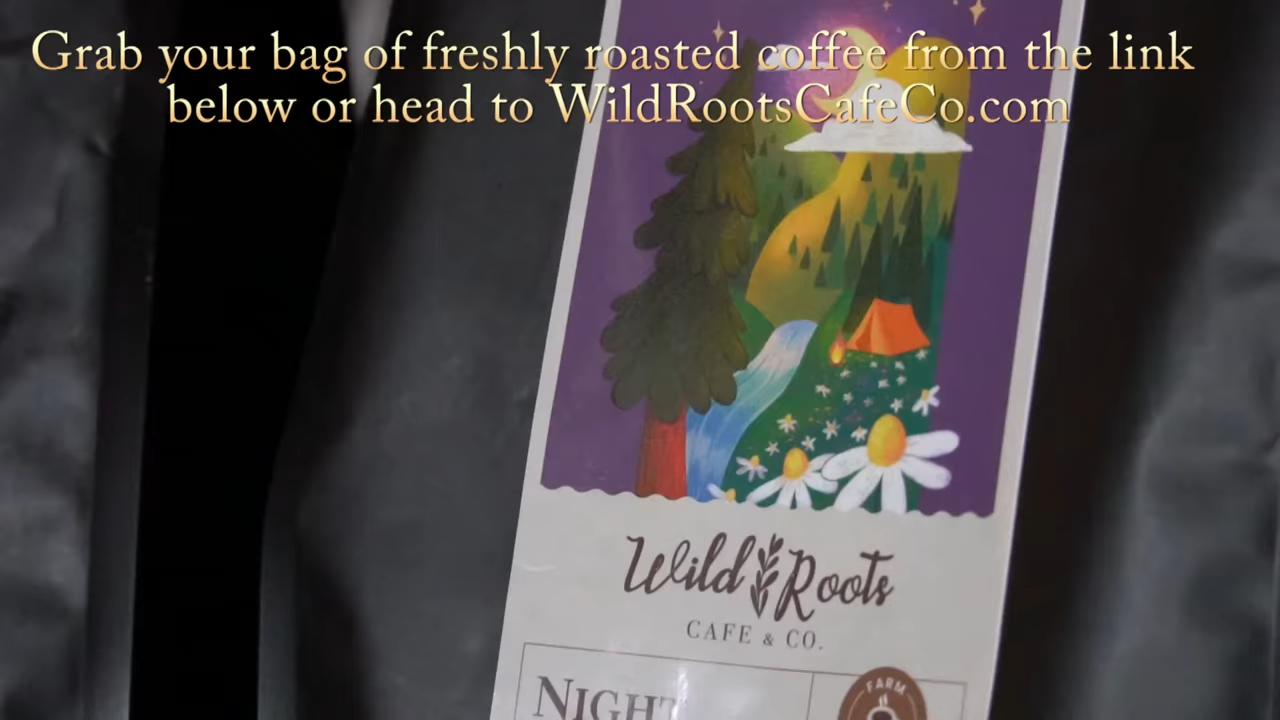 Grab your bag of freshly roasted coffee from the link
below or head to WildRootsCafeCo.com
Wild Roots
CAFE & CO.
NIGHT
FARM